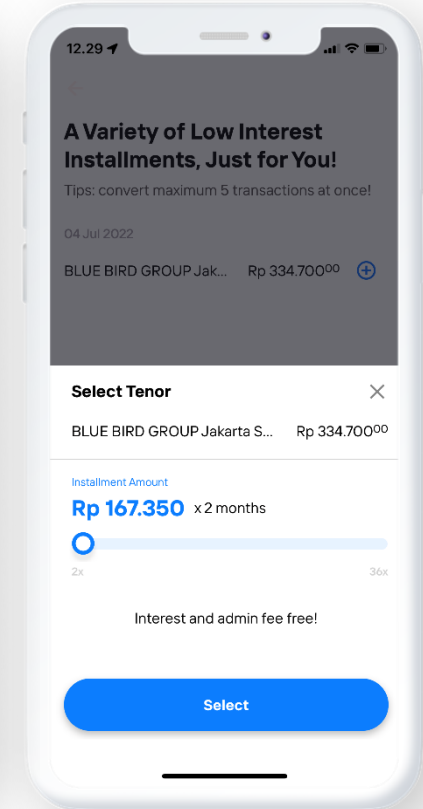 12.29
A Variety of Low Interest
Installments, Just for You!
Tips: convert maximum 5 transactions at once!
04 Jul 2022
BLUE BIRD GROUP Jak... Rp 334.700⁰⁰
Select Tenor
BLUE BIRD GROUP Jakarta S... Rp 334.700⁰⁰
Installment Amount
Rp 167.350 x 2 months
2x 36x
Interest and admin fee free!
Select